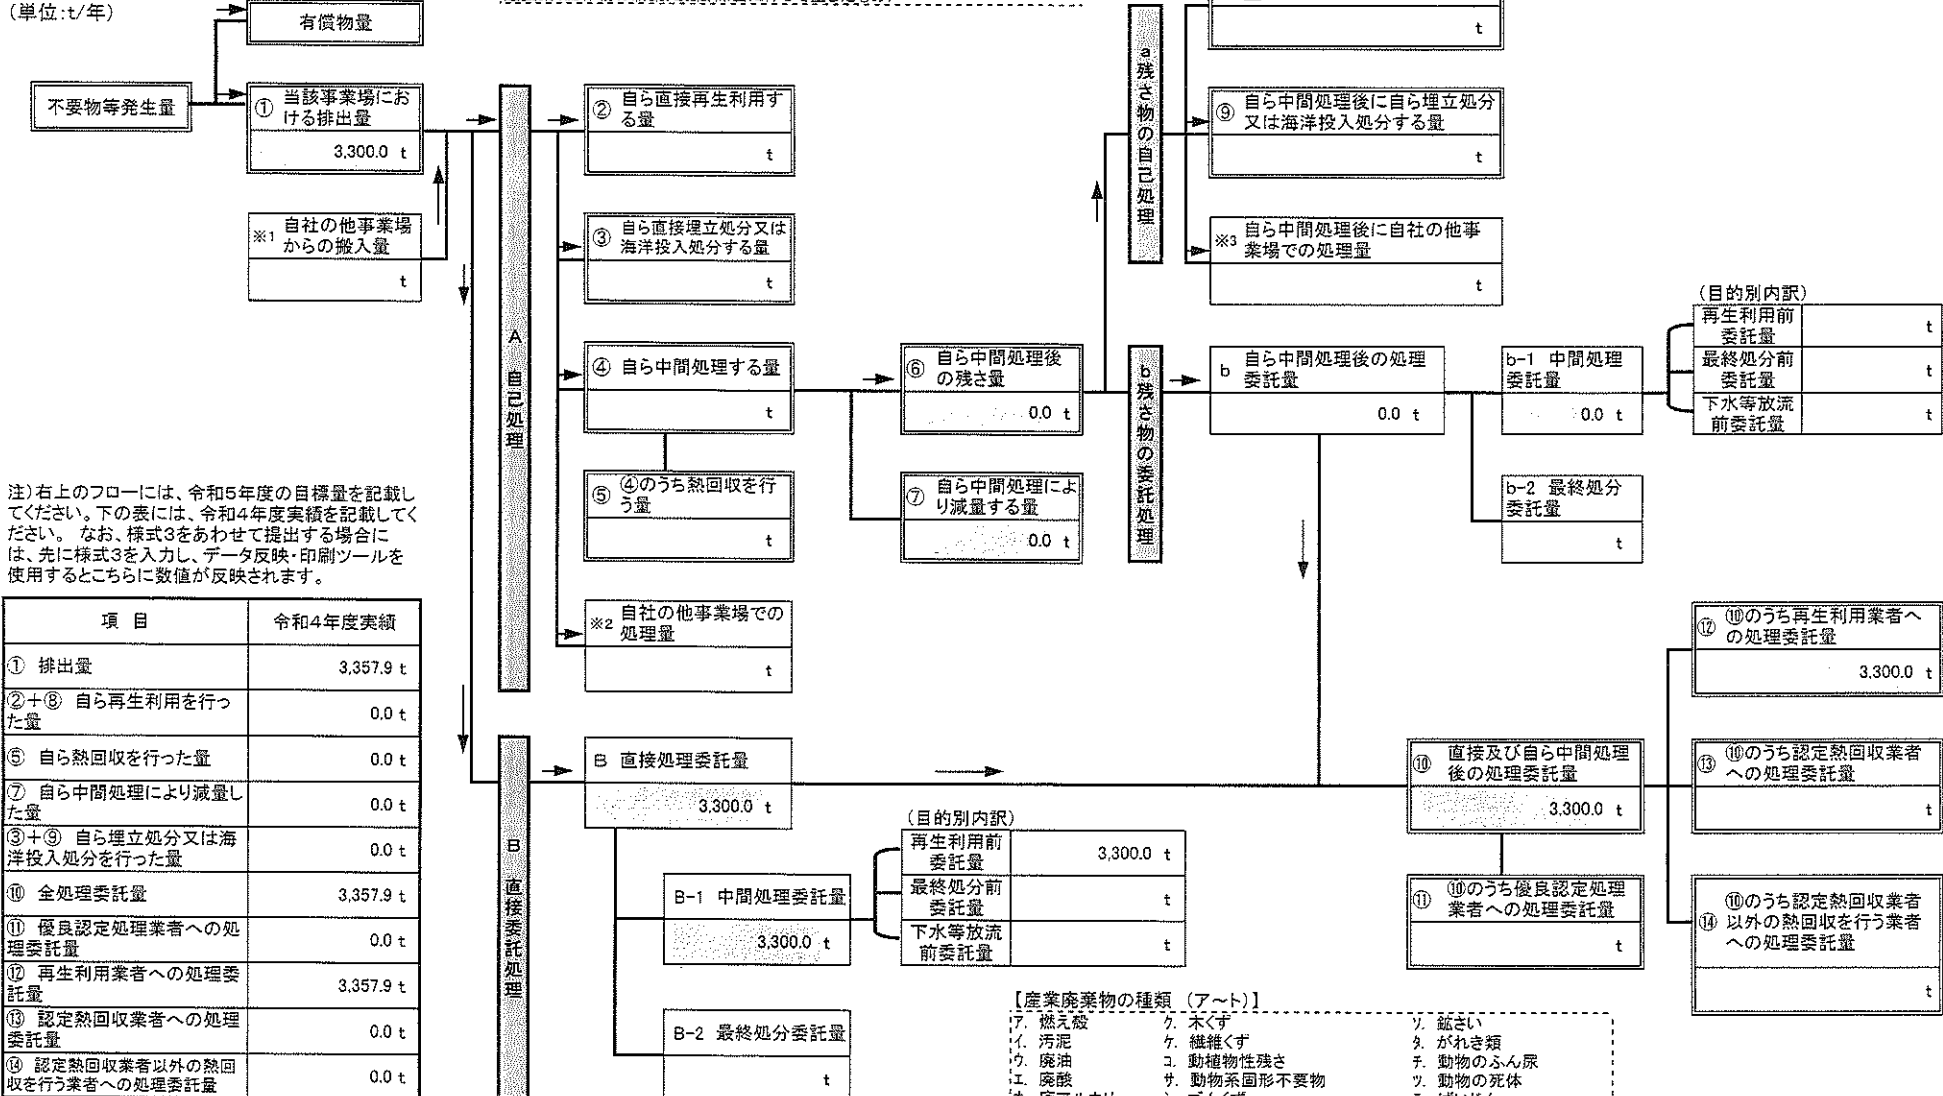 (単位:t/年)
有償物量
不要物等発生量
① 当該事業場にお
ける排出量
3,300.0 t
※1 自社の他事業場
からの搬入量
t
A 自己処理
② 自ら直接再生利用す
る量
t
③ 自ら直接埋立処分又は
海洋投入処分する量
t
④ 自ら中間処理する量
t
⑤ ④のうち熱回収を行
う量
t
※2 自社の他事業場での
処理量
t
⑥ 自ら中間処理後
の残さ量
0.0 t
⑦ 自ら中間処理によ
り減量する量
0.0 t
a 残さ物の自己処理
t
⑨ 自ら中間処理後に自ら埋立処分
又は海洋投入処分する量
t
※3 自ら中間処理後に自社の他事
業場での処理量
t
b 残さ物の委託処理
b 自ら中間処理後の処理
委託量
0.0 t
b-1 中間処理
委託量
0.0 t
(目的別内訳)
再生利用前
委託量
t
最終処分前
委託量
t
下水等放流
前委託量
t
b-2 最終処分
委託量
t
注)右上のフローには、令和5年度の目標量を記載し
てください。下の表には、令和4年度実績を記載してく
ださい。 なお、様式3をあわせて提出する場合に
は、先に様式3を入力し、データ反映・印刷ツールを
使用するとこちらに数値が反映されます。
項 目 令和4年度実績
① 排出量 3,357.9 t
②+⑧ 自ら再生利用を行っ
た量 0.0 t
⑤ 自ら熱回収を行った量 0.0 t
⑦ 自ら中間処理により減量し
た量 0.0 t
③+⑨ 自ら埋立処分又は海
洋投入処分を行った量 0.0 t
⑩ 全処理委託量 3,357.9 t
⑪ 優良認定処理業者への処
理委託量 0.0 t
⑫ 再生利用業者への処理委
託量 3,357.9 t
⑬ 認定熱回収業者への処理
委託量 0.0 t
⑭ 認定熱回収業者以外の熱回
収を行う業者への処理委託量 0.0 t
B 直接委託処理
B 直接処理委託量
3,300.0 t
B-1 中間処理委託量
3,300.0 t
B-2 最終処分委託量
t
(目的別内訳)
再生利用前
委託量
3,300.0 t
最終処分前
委託量
t
下水等放流
前委託量
t
⑩ 直接及び自ら中間処理
後の処理委託量
3,300.0 t
⑪ ⑩のうち優良認定処理
業者への処理委託量
t
⑫ ⑩のうち再生利用業者へ
の処理委託量
3,300.0 t
⑬ ⑩のうち認定熱回収業者
への処理委託量
t
⑭ ⑩のうち認定熱回収業者
以外の熱回収を行う業者
への処理委託量
t
【産業廃棄物の種類 (ア～ト)】
ア. 燃え殻 ク. 木くず ソ. 鉱さい
イ. 汚泥 ケ. 繊維くず タ. がれき類
ウ. 廃油 コ. 動植物性残さ チ. 動物のふん尿
エ. 廃酸 サ. 動物系固形不要物 ツ. 動物の死体